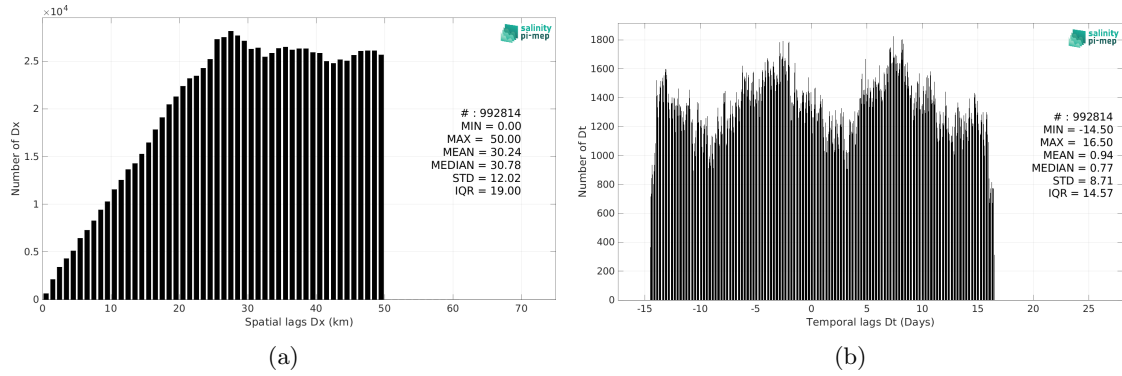 ×10⁴
salinity
pi-mep
Number of Dx
2.5
2
1.5
1
0.5
0
# : 992814
MIN = 0.00
MAX = 50.00
MEAN = 30.24
MEDIAN = 30.78
STD = 12.02
IQR = 19.00
0 10 20 30 40 50 60 70
Spatial lags Dx (km)
(a)
salinity
pi-mep
Number of Dt
1800
1600
1400
1200
1000
800
600
400
200
0
# : 992814
MIN = -14.50
MAX = 16.50
MEAN = 0.94
MEDIAN = 0.77
STD = 8.71
IQR = 14.57
-15 -10 -5 0 5 10 15 20 25
Temporal lags Dt (Days)
(b)